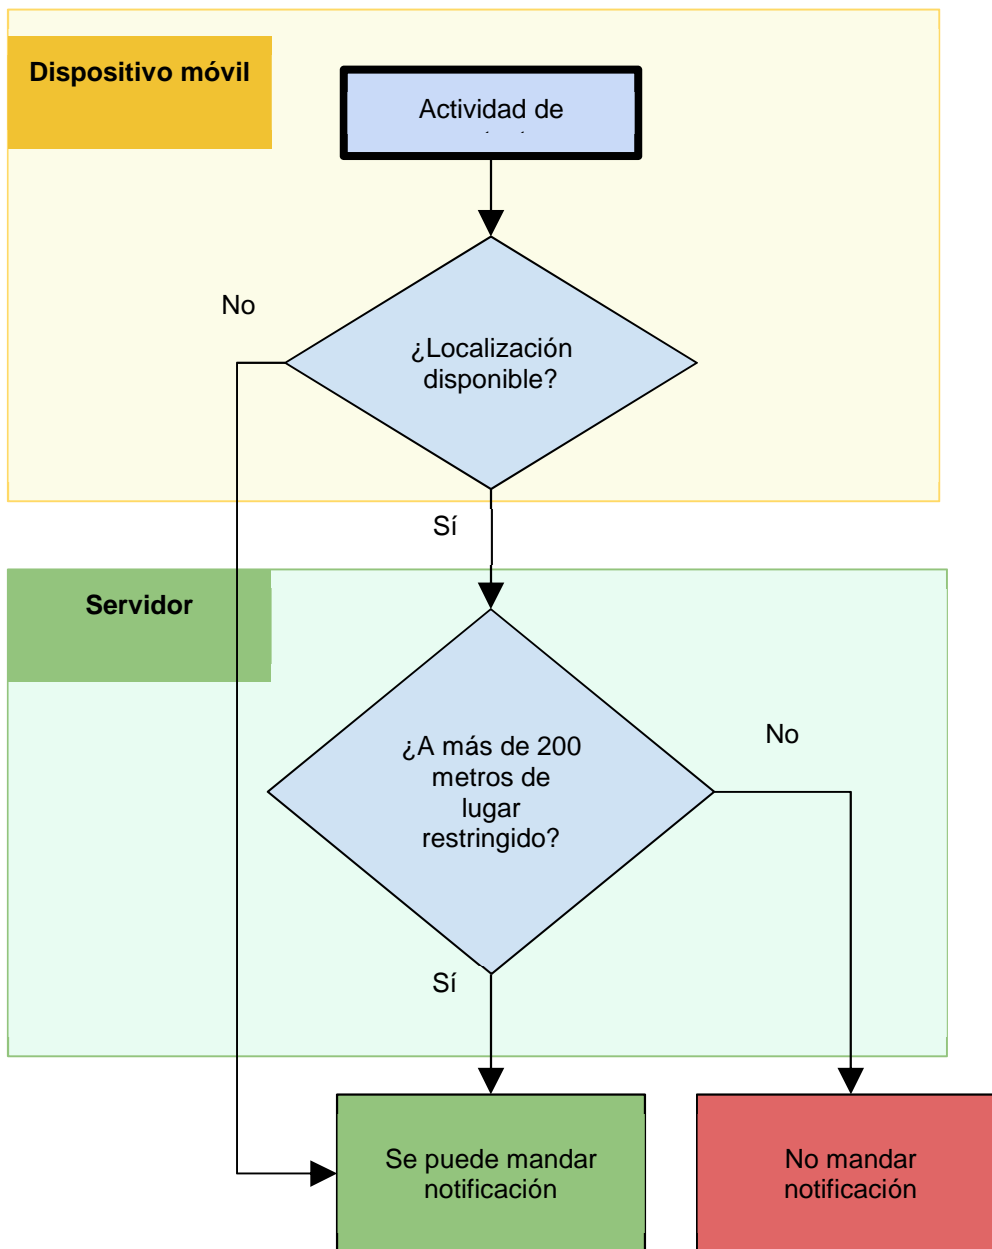 Dispositivo móvil
Actividad de
No
¿Localización
disponible?
Sí
Servidor
¿A más de 200
metros de
lugar
restringido?
No
Sí
Se puede mandar
notificación
No mandar
notificación